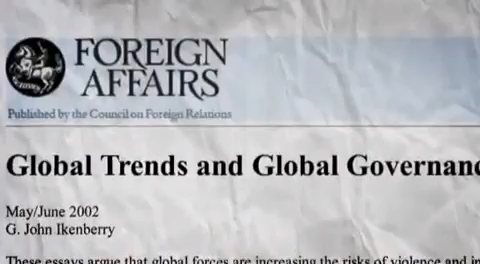 FOREIGN
AFFAIRS
Published by the Council on Foreign Relations
Global Trends and Global Governanc
May/June 2002
G. John Ikenberry
These essays argue that global forces are increasing the risks of violence and in